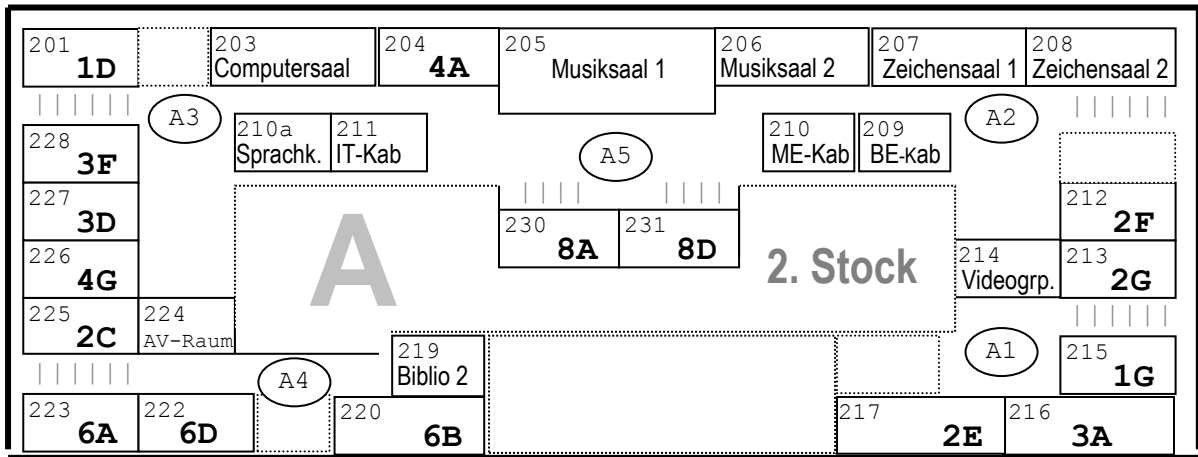 201 203 204 205 206 207 208
1D Computersaal 4A Musiksaal 1 Musiksaal 2 Zeichensaal 1 Zeichensaal 2
A3 A2
228 210a 211 210 209
3F Sprachk. IT-Kab A5 ME-Kab BE-Kab
227 212
3D 2F
230 231
8A 8D
226 214 213
4G A 2. Stock Videogrp. 2G
225 224
2C AV-Raum
219 A1 215
Biblio 2 1G
A4
223 222 220 217 216
6A 6D 6B 2E 3A